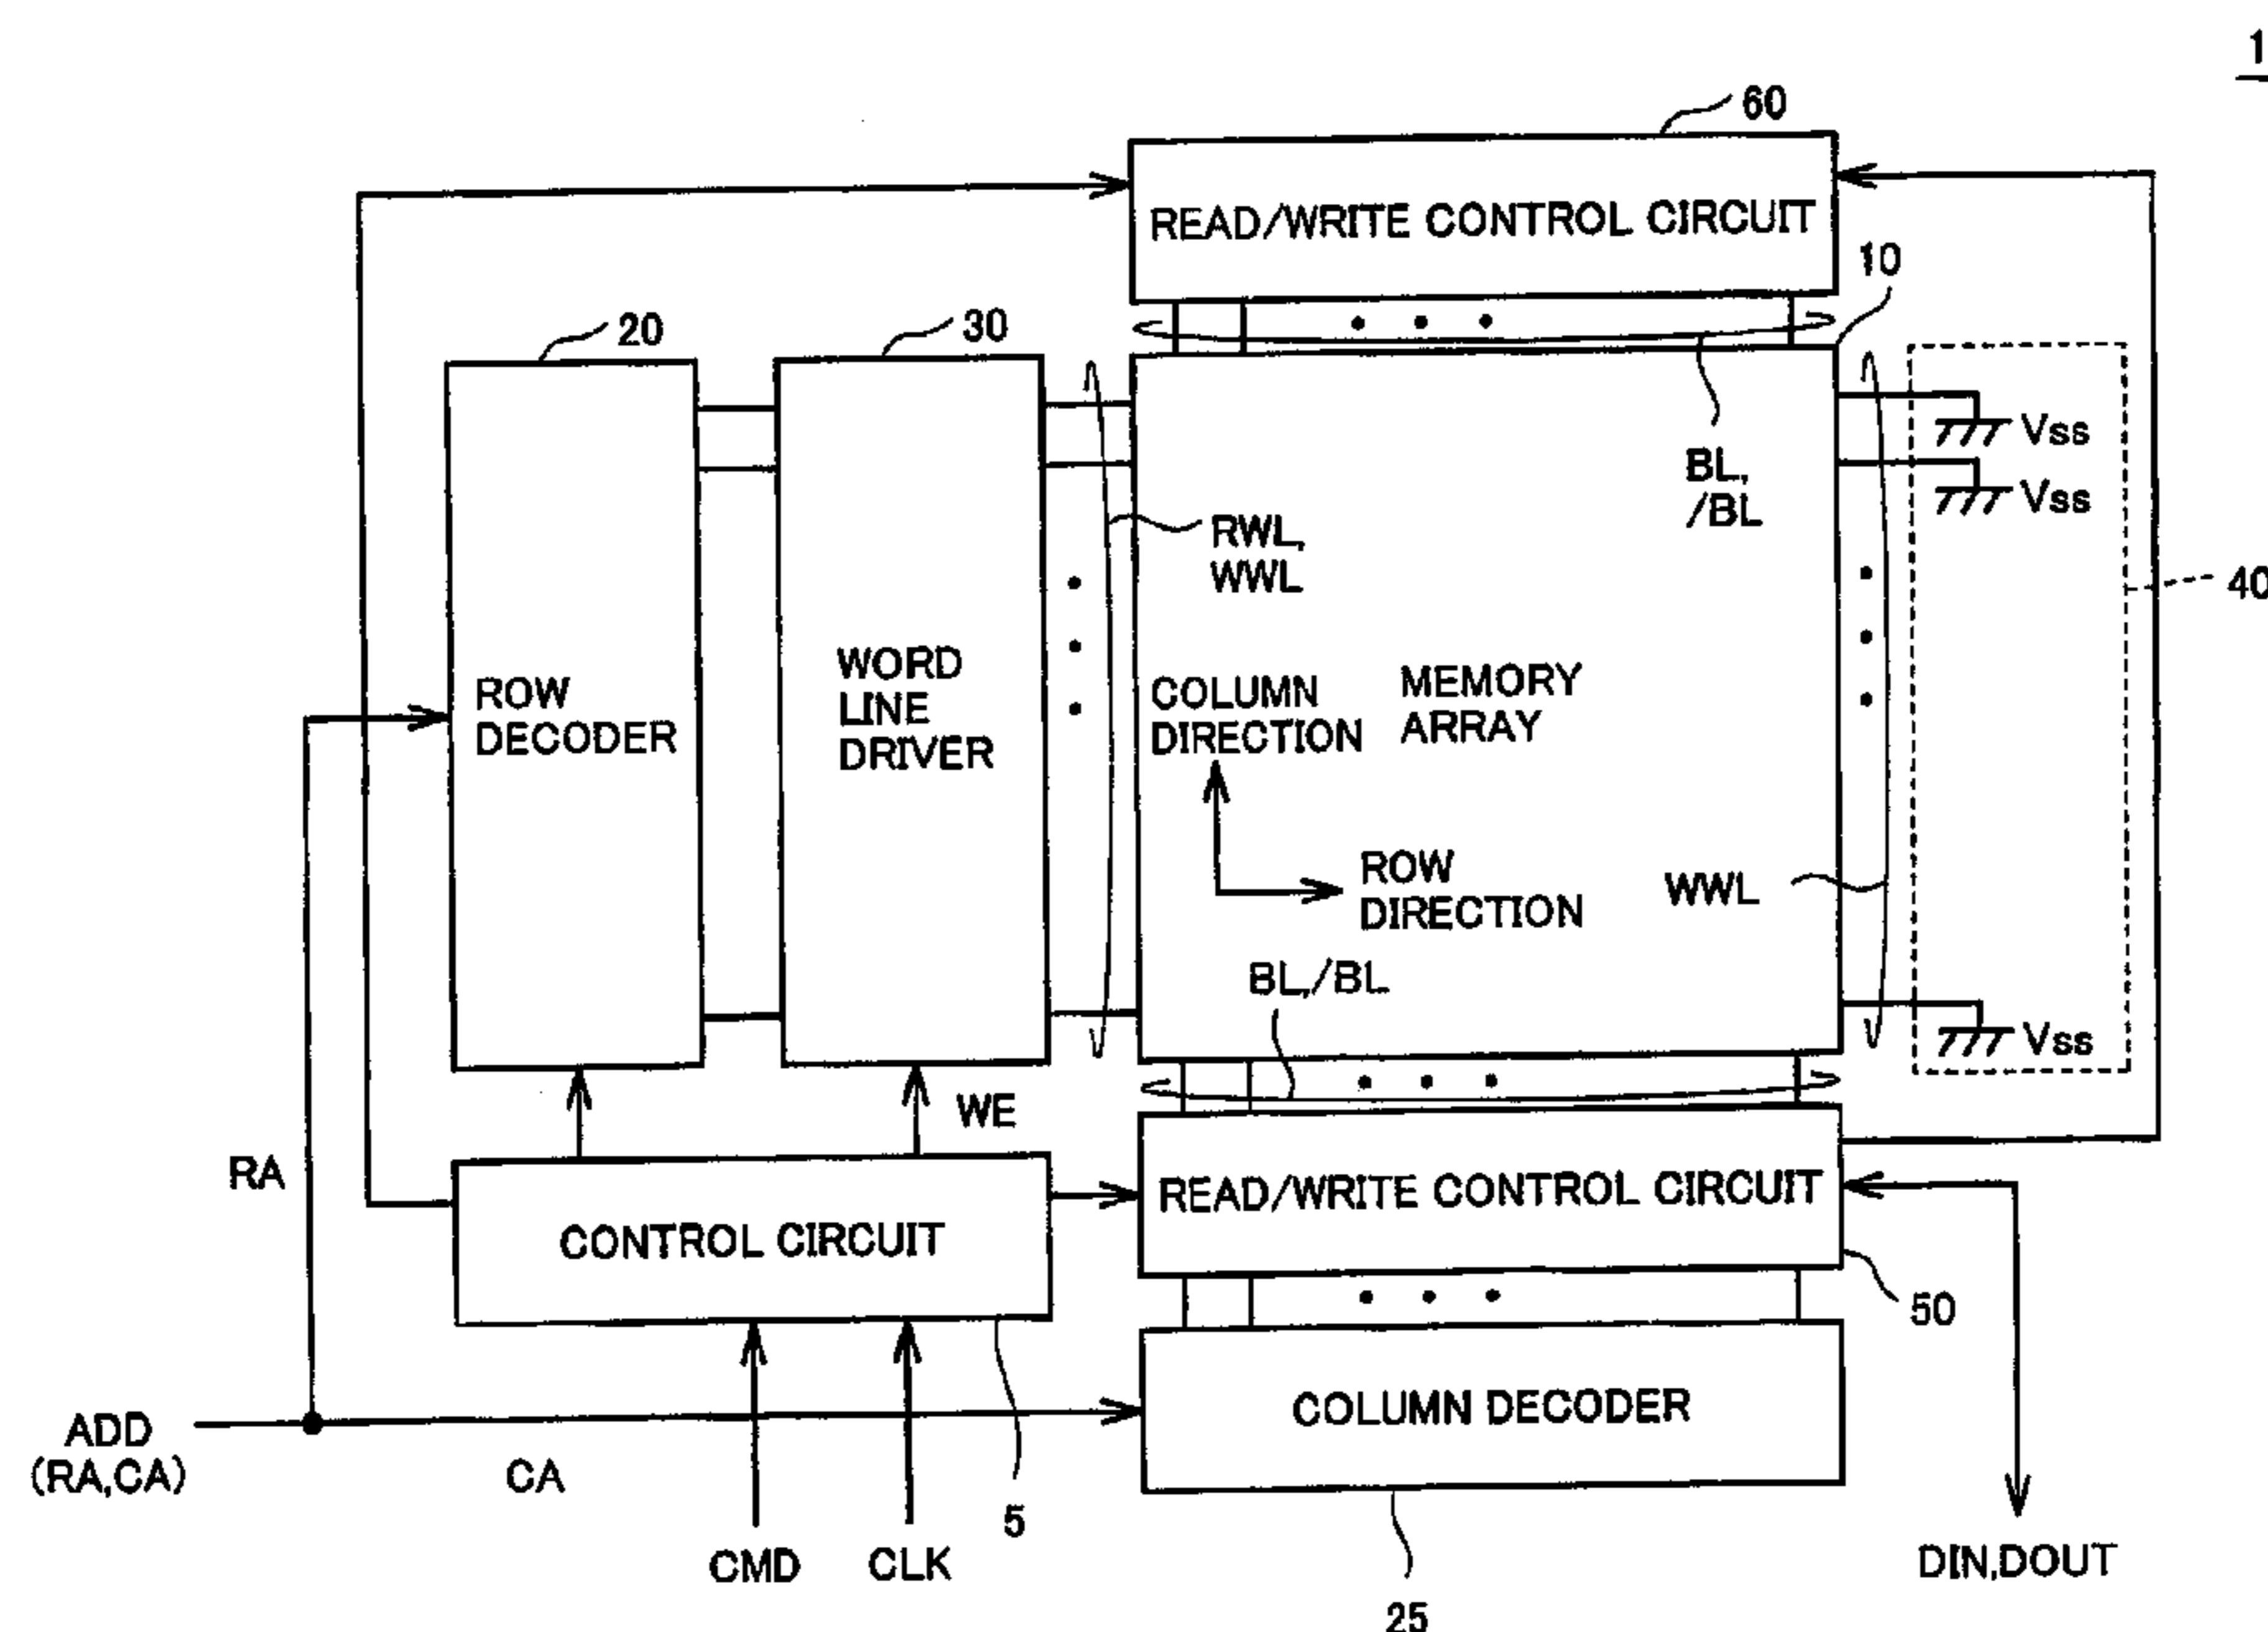 1
60
READ/WRITE CONTROL CIRCUIT
10
20
30
BL,
/BL
Vss
Vss
RWL,
WWL
40
ROW
DECODER
WORD
LINE
DRIVER
COLUMN
DIRECTION
MEMORY
ARRAY
ROW
DIRECTION
WWL
BL,/BL
Vss
WE
RA
READ/WRITE CONTROL CIRCUIT
CONTROL CIRCUIT
50
COLUMN DECODER
ADD
(RA,CA)
CA
5
CMD
CLK
DIN,DOUT
25